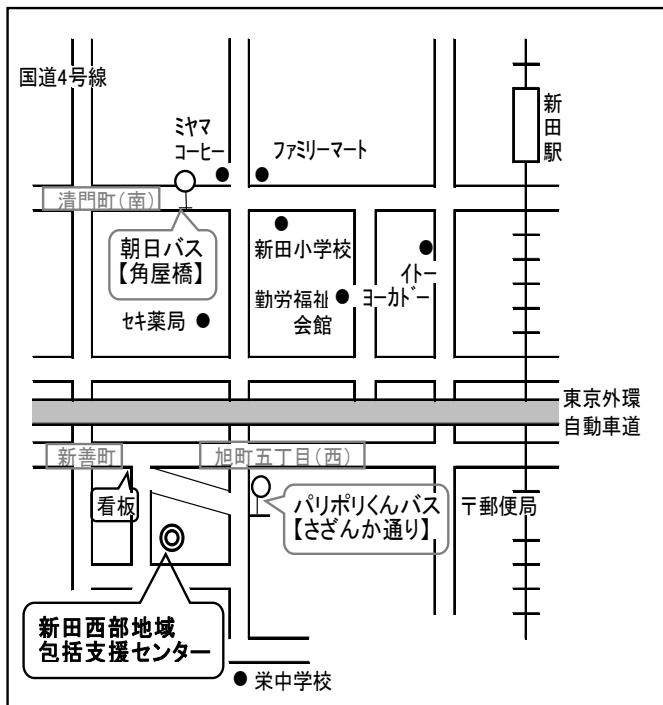 国道4号線
新田駅
ミヤマ
コーヒー
ファミリーマート
清門町(南)
朝日バス
【角屋橋】
新田小学校
イトー
ヨーカドー
勤労福祉
会館
セキ薬局
東京外環
自動車道
新善町
旭町五丁目(西)
看板
パリポリくんバス
【さざんか通り】
〒郵便局
新田西部地域
包括支援センター
栄中学校